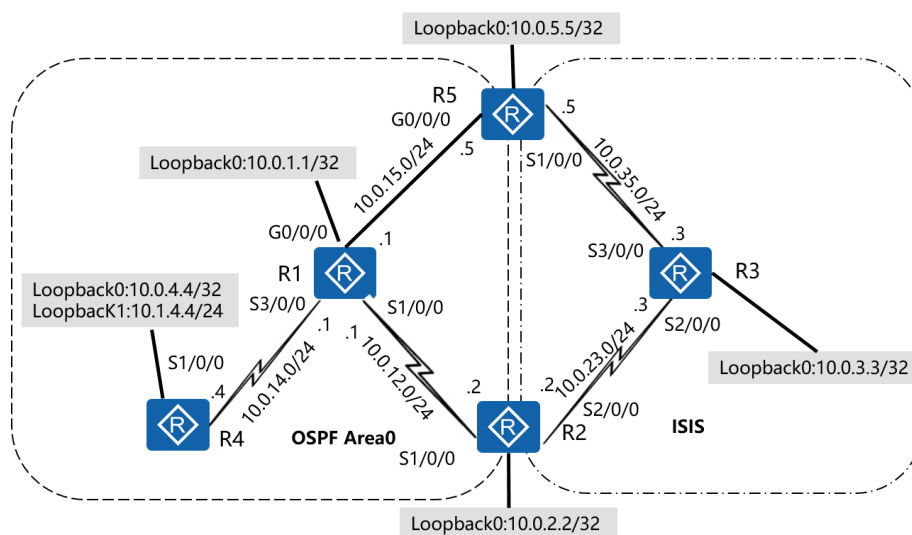 Loopback0:10.0.5.5/32
R5
G0/0/0
.5
.5
S1/0/0
10.0.15.0/24
10.0.35.0/24
Loopback0:10.0.1.1/32
G0/0/0
.1
.3
S3/0/0
R1
R
R
R
R
R
R3
Loopback0:10.0.4.4/32
LoopbacK1:10.1.4.4/24
S3/0/0
S1/0/0
.3
S2/0/0
.1
.1
10.0.14.0/24
10.0.12.0/24
10.0.23.0/24
S1/0/0
Loopback0:10.0.3.3/32
.4
.2
.2
S2/0/0
R4
OSPF Area0
R2
ISIS
S1/0/0
Loopback0:10.0.2.2/32